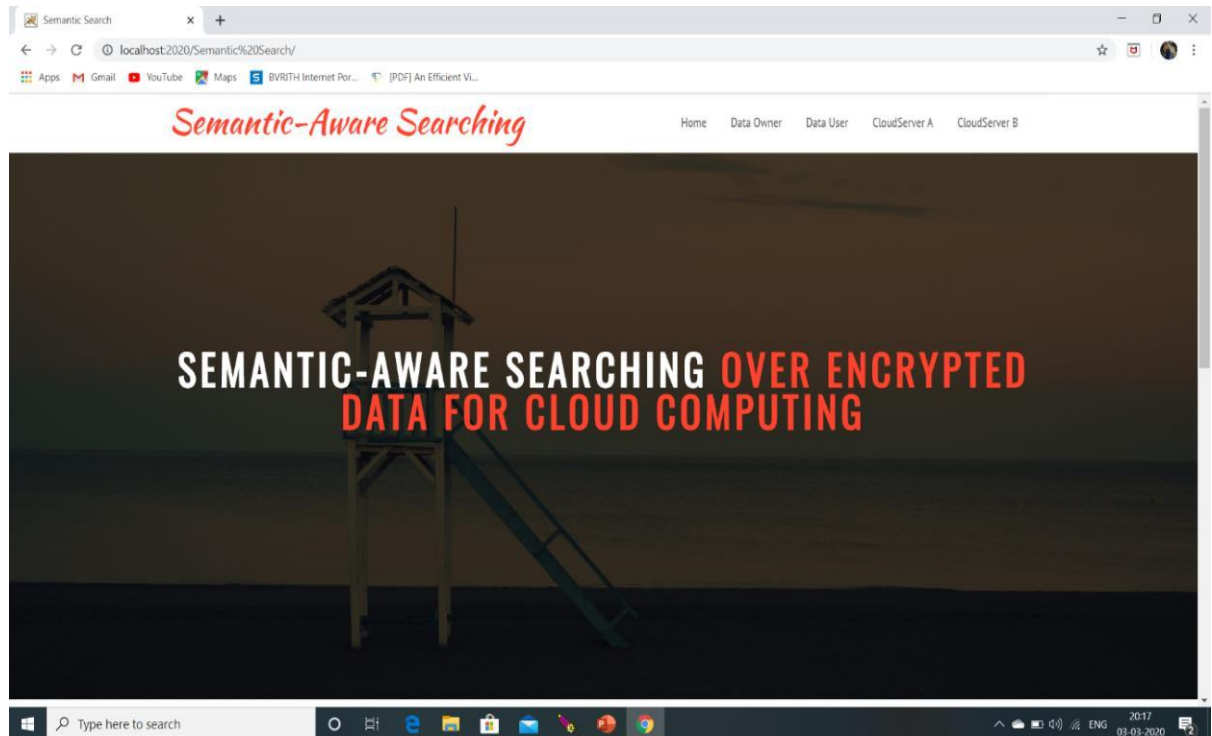 Semantic Search
localhost:2020/Semantic%20Search/
Apps Gmail YouTube Maps BVRITH Internet Por... [PDF] An Efficient Vi...
Semantic-Aware Searching
Home Data Owner Data User CloudServer A CloudServer B
SEMANTIC-AWARE SEARCHING OVER ENCRYPTED
DATA FOR CLOUD COMPUTING
Type here to search
ENG
20:17
03-03-2020
2